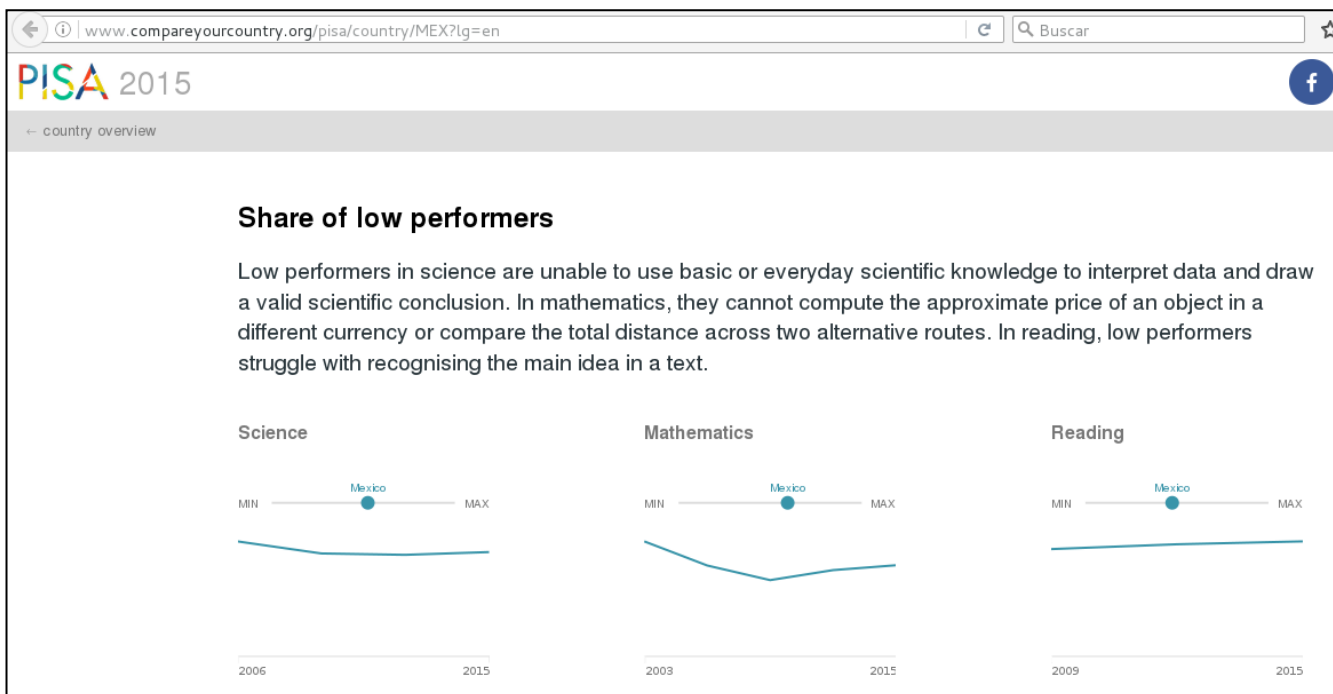 www.compareyourcountry.org/pisa/country/MEX?lg=en
Buscar
PISA 2015
f
← country overview
Share of low performers
Low performers in science are unable to use basic or everyday scientific knowledge to interpret data and draw
a valid scientific conclusion. In mathematics, they cannot compute the approximate price of an object in a
different currency or compare the total distance across two alternative routes. In reading, low performers
struggle with recognising the main idea in a text.
Science
Mathematics
Reading
Mexico
MIN MAX
Mexico
MIN MAX
Mexico
MIN MAX
2006 2015
2003 2015
2009 2015